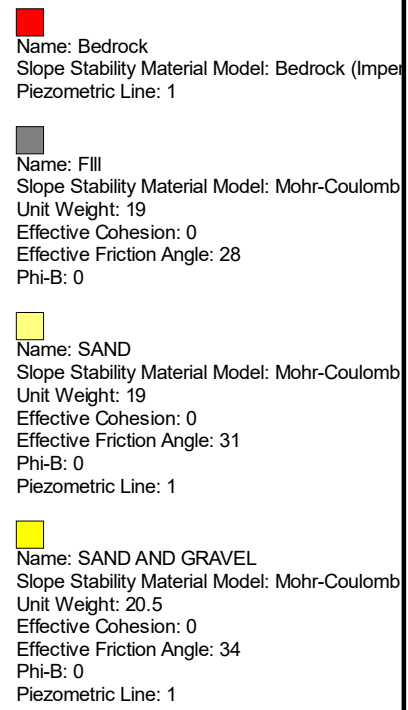 Name: Bedrock
Slope Stability Material Model: Bedrock (Imper
Piezometric Line: 1
Name: FIll
Slope Stability Material Model: Mohr-Coulomb
Unit Weight: 19
Effective Cohesion: 0
Effective Friction Angle: 28
Phi-B: 0
Name: SAND
Slope Stability Material Model: Mohr-Coulomb
Unit Weight: 19
Effective Cohesion: 0
Effective Friction Angle: 31
Phi-B: 0
Piezometric Line: 1
Name: SAND AND GRAVEL
Slope Stability Material Model: Mohr-Coulomb
Unit Weight: 20.5
Effective Cohesion: 0
Effective Friction Angle: 34
Phi-B: 0
Piezometric Line: 1